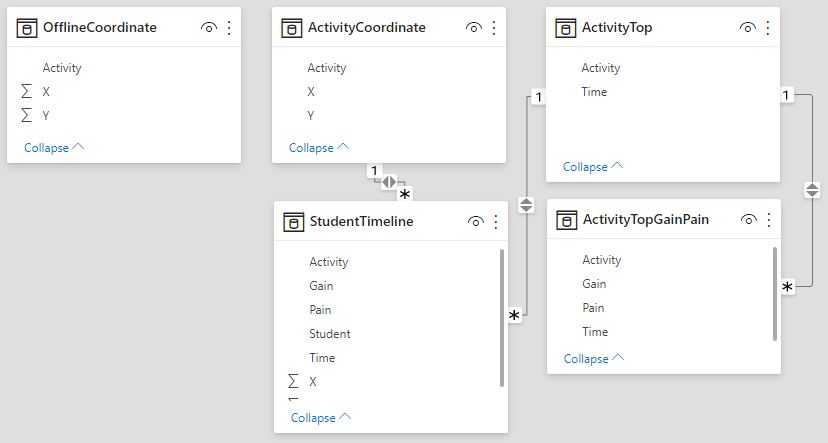 OfflineCoordinate
Activity
∑ X
∑ Y
Collapse
ActivityCoordinate
Activity
X
Y
Collapse
ActivityTop
Activity
Time
Collapse
1
*
StudentTimeline
Activity
Gain
Pain
Student
Time
∑ X
Collapse
1
*
ActivityTopGainPain
Activity
Gain
Pain
Time
Collapse
1
*